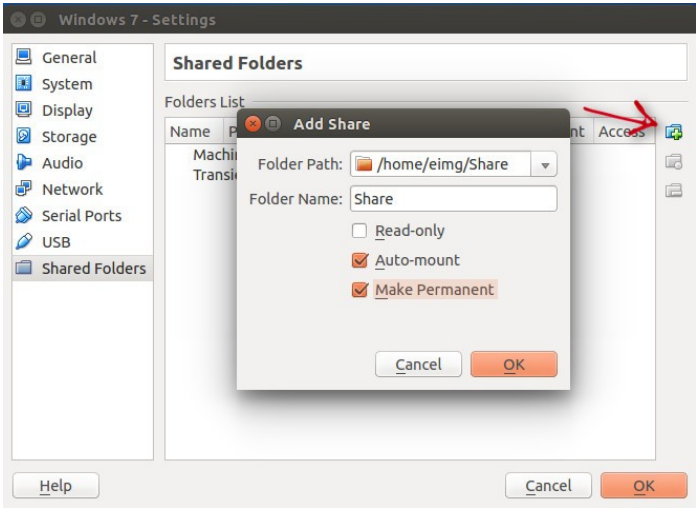 Windows 7 - Settings
General
System
Display
Storage
Audio
Network
Serial Ports
USB
Shared Folders
Shared Folders
Folders List
Name
Access
Add Share
Folder Path: /home/eimg/Share
Folder Name: Share
Read-only
Auto-mount
Make Permanent
Cancel OK
Help
Cancel OK